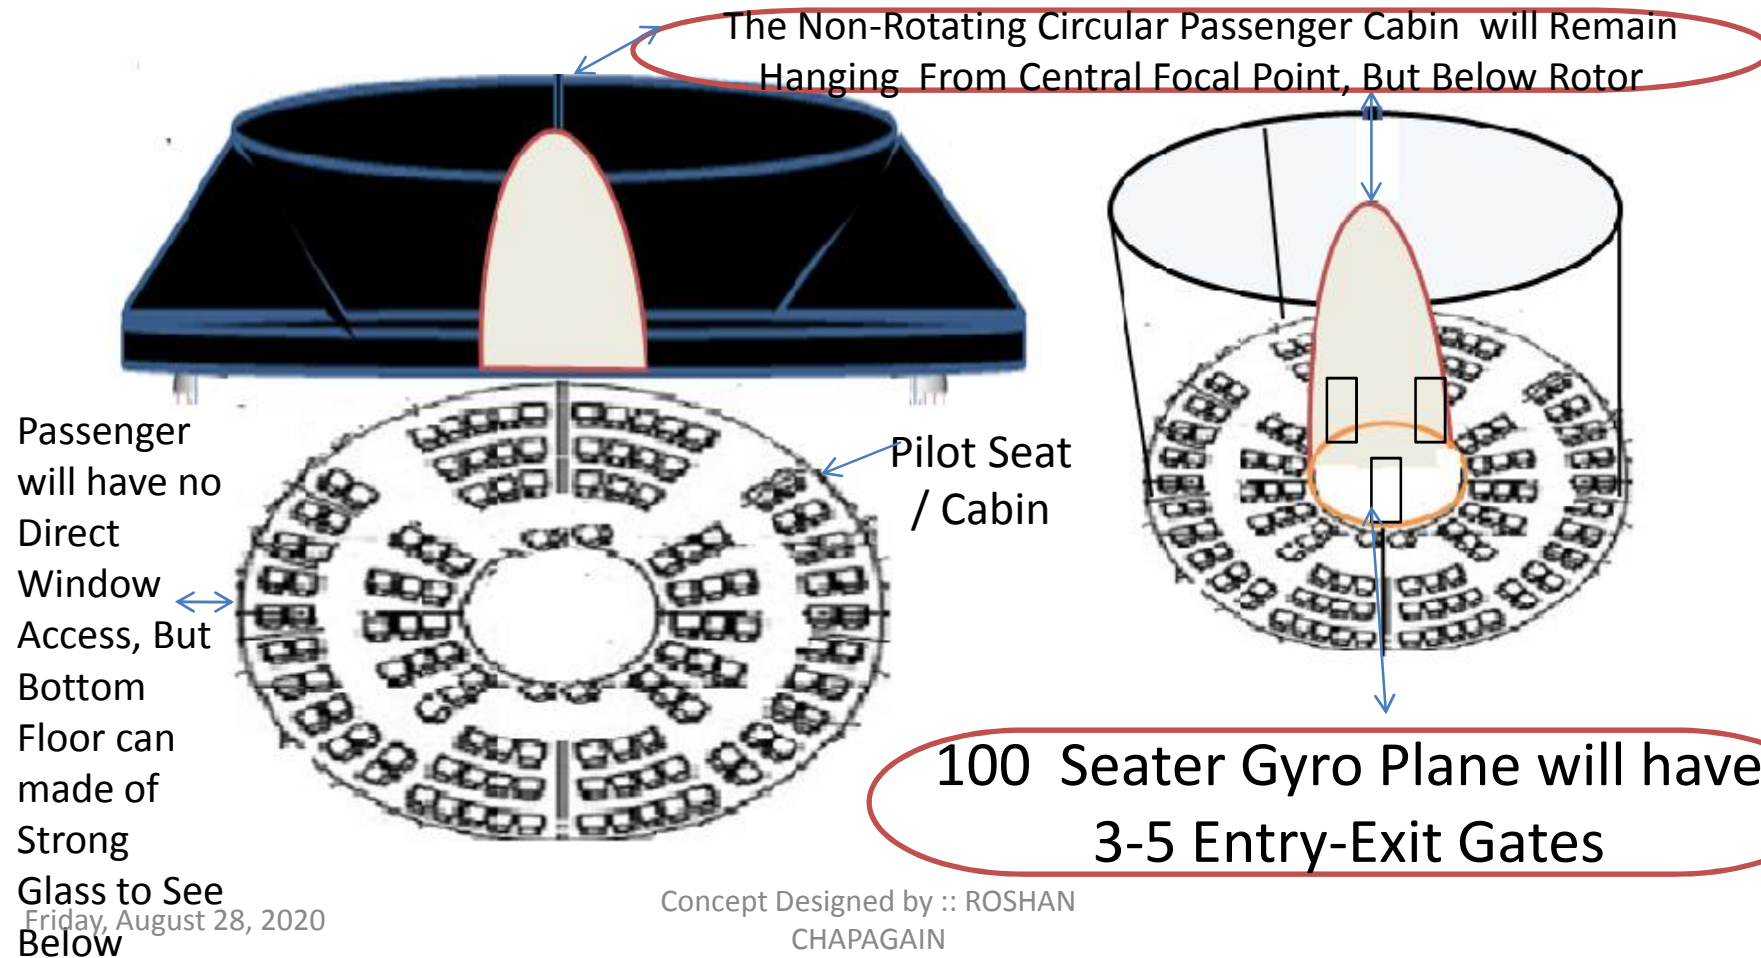 The Non-Rotating Circular Passenger Cabin will Remain
Hanging From Central Focal Point, But Below Rotor
Passenger
will have no
Direct
Window
Access, But
Bottom
Floor can
made of
Strong
Glass to See
Below
Pilot Seat
/ Cabin
100 Seater Gyro Plane will have
3-5 Entry-Exit Gates
Friday, August 28, 2020
Concept Designed by :: ROSHAN
CHAPAGAIN